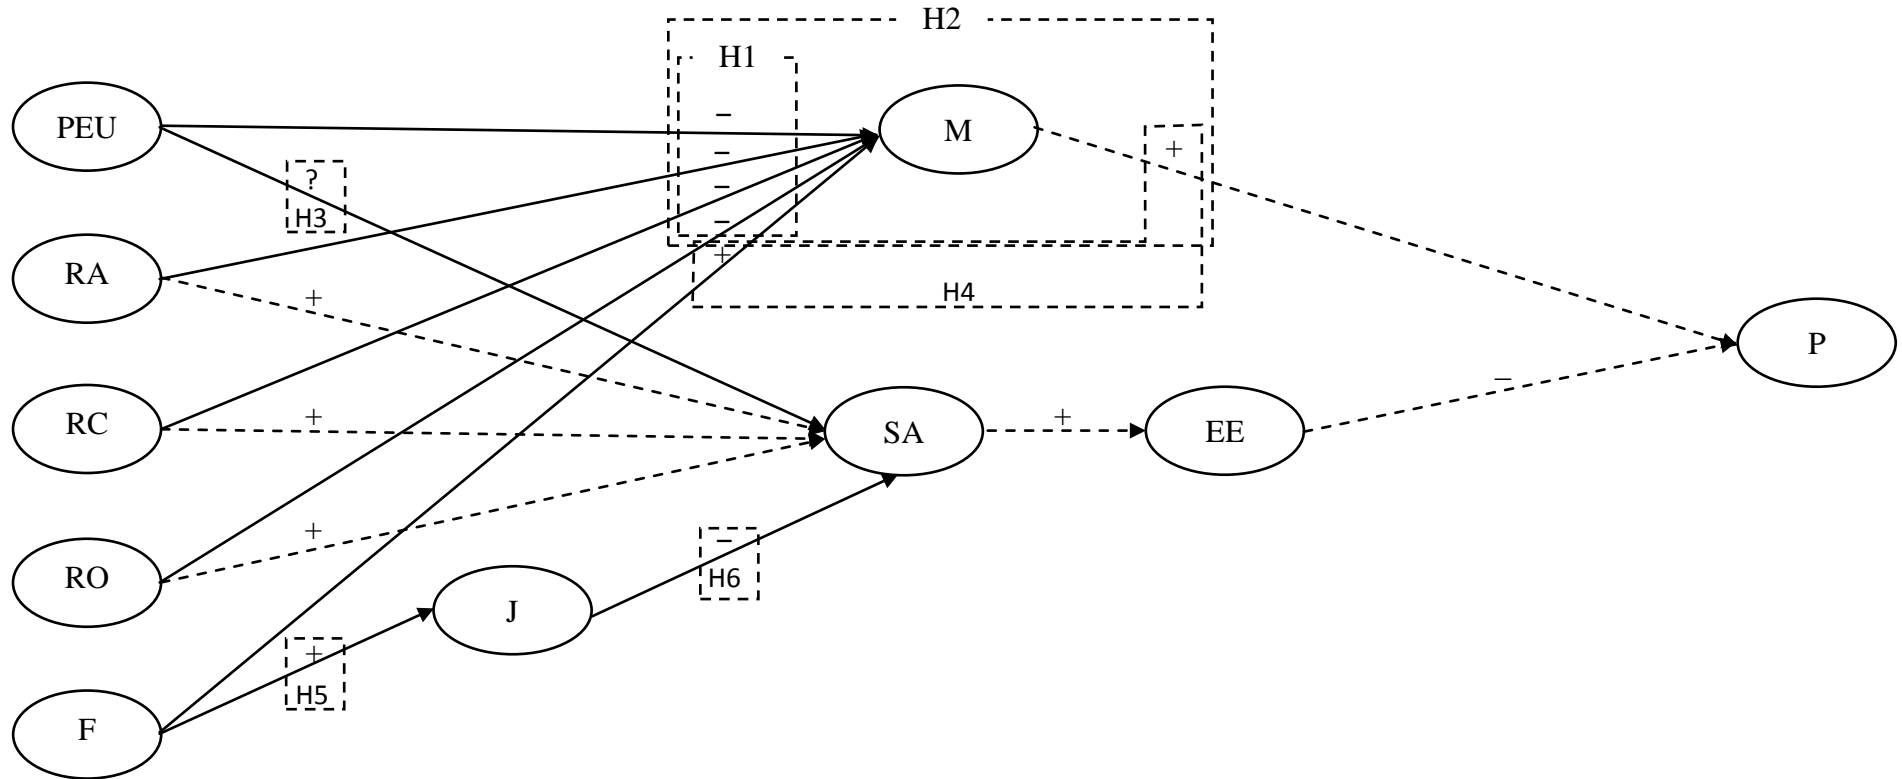 H2
H1
PEU
–
M
–
+
?
–
H3
–
RA
+
+
H4
P
–
RC
+
SA
+
EE
+
–
RO
H6
J
+
H5
F